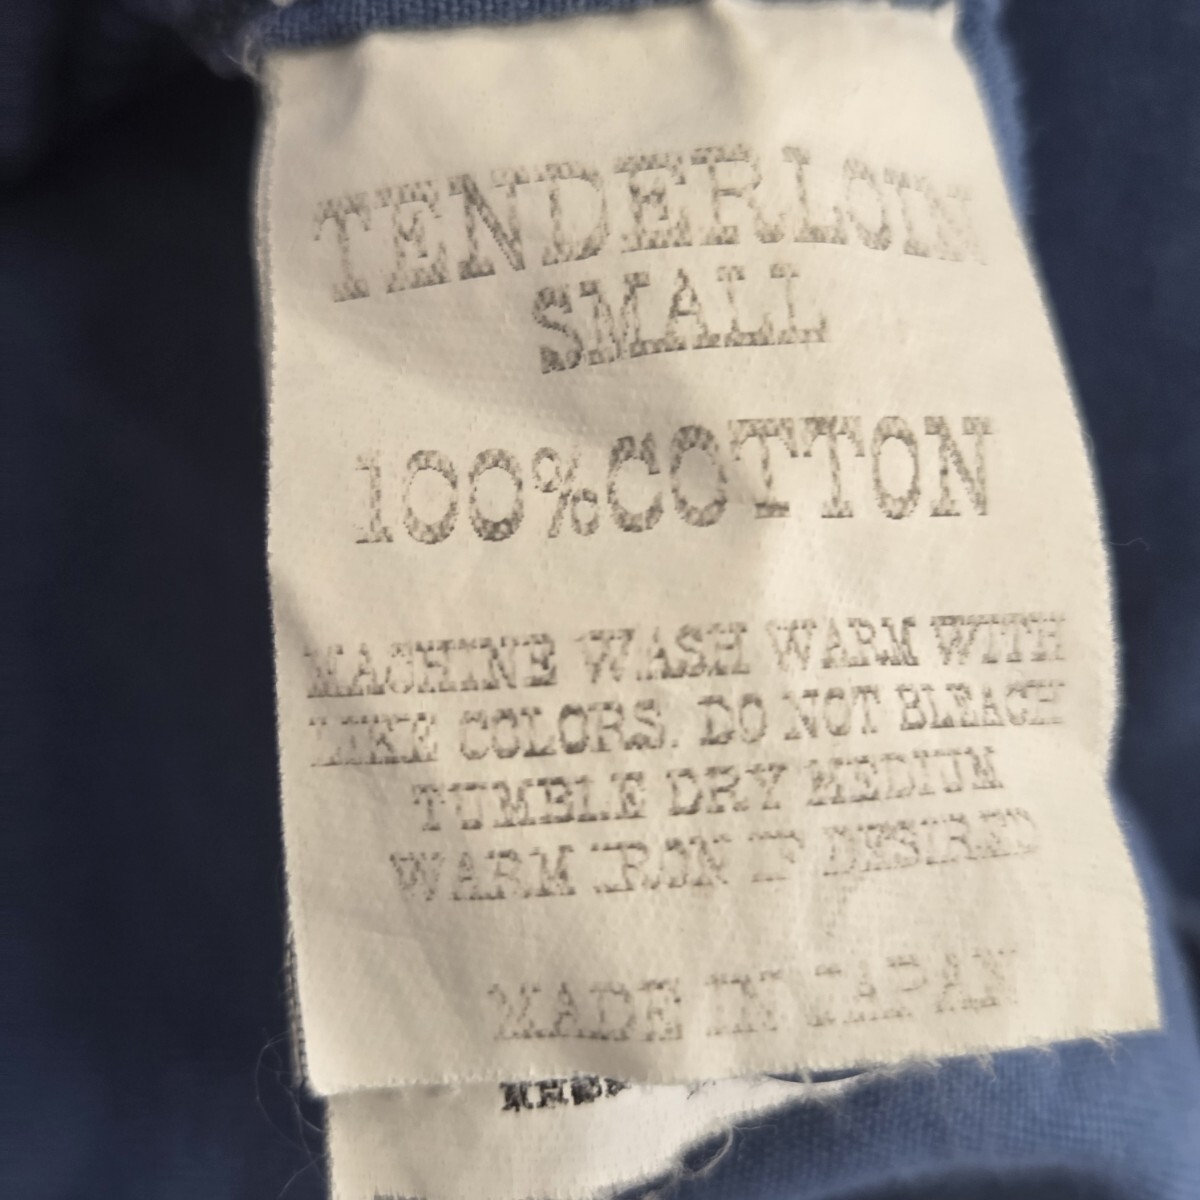 TENDERLOIN
SMALL
100%COTTON
MACHINE WASH WARM WITH
LIKE COLORS. DO NOT BLEACH
TUMBLE DRY MEDIUM
WARM IRON IF DESIRED
MADE IN JAPAN